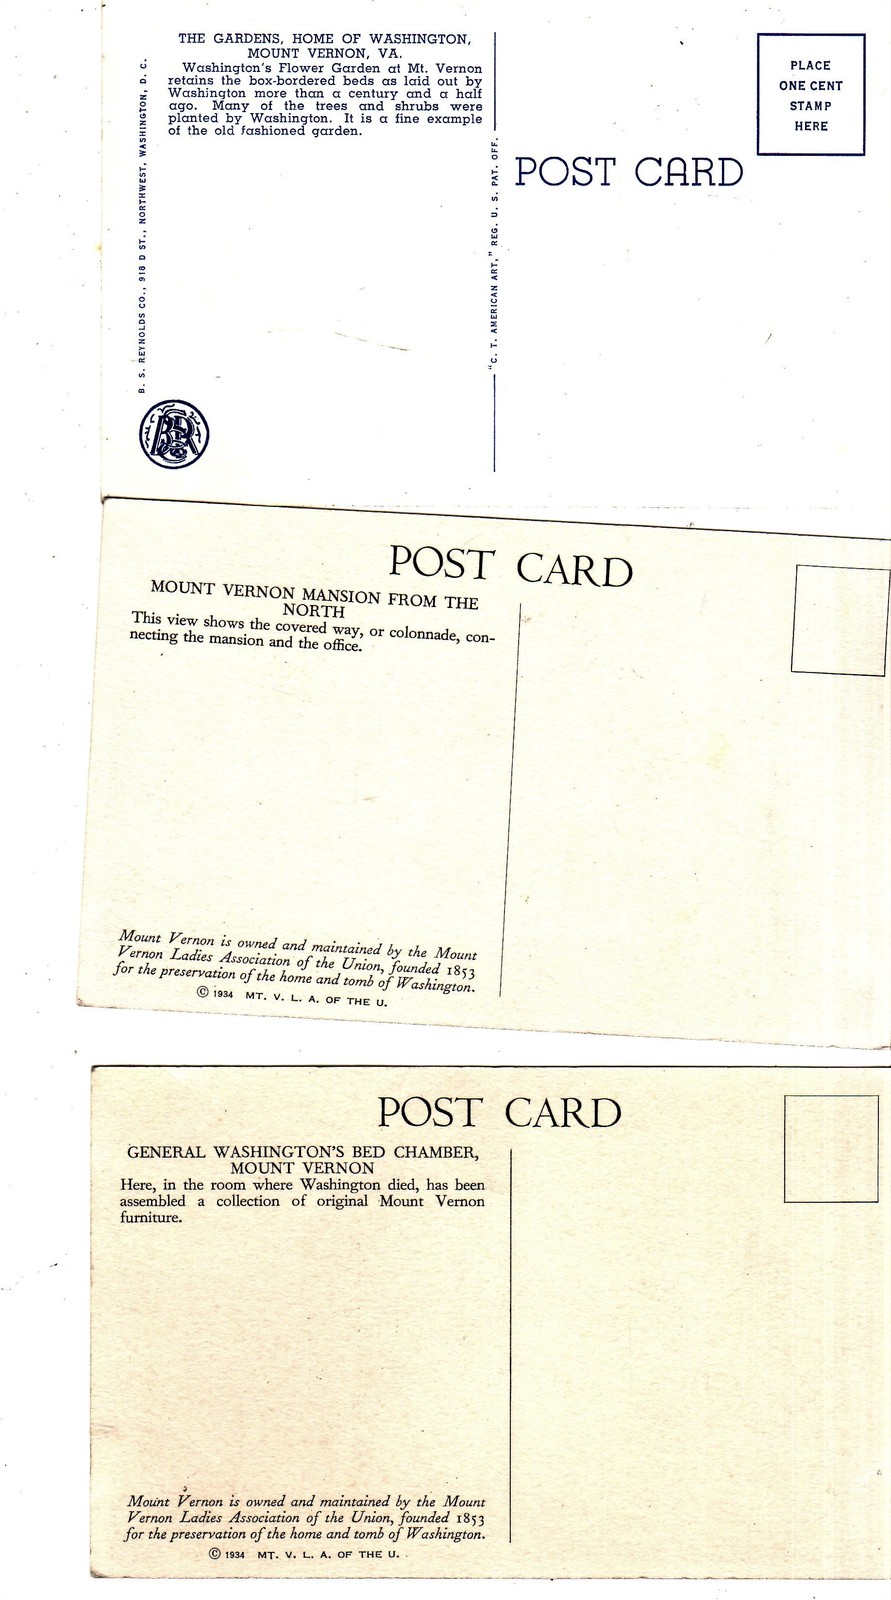 THE GARDENS, HOME OF WASHINGTON,
MOUNT VERNON, VA.
Washington's Flower Garden at Mt. Vernon
retains the box-bordered beds as laid out by
Washington more than a century and a half
ago. Many of the trees and shrubs were
planted by Washington. It is a fine example
of the old fashioned garden.
B. S. REYNOLDS CO., 918 D ST., NORTHWEST, WASHINGTON, D. C.
"C. T. AMERICAN ART," REG. U. S. PAT. OFF.
POST CARD
PLACE
ONE CENT
STAMP
HERE
POST CARD
MOUNT VERNON MANSION FROM THE
NORTH
This view shows the covered way, or colonnade, con-
necting the mansion and the office.
Mount Vernon is owned and maintained by the Mount
Vernon Ladies Association of the Union, founded 1853
for the preservation of the home and tomb of Washington.
© 1934 MT. V. L. A. OF THE U.
POST CARD
GENERAL WASHINGTON'S BED CHAMBER,
MOUNT VERNON
Here, in the room where Washington died, has been
assembled a collection of original Mount Vernon
furniture.
Mount Vernon is owned and maintained by the Mount
Vernon Ladies Association of the Union, founded 1853
for the preservation of the home and tomb of Washington.
© 1934 MT. V. L. A. OF THE U.